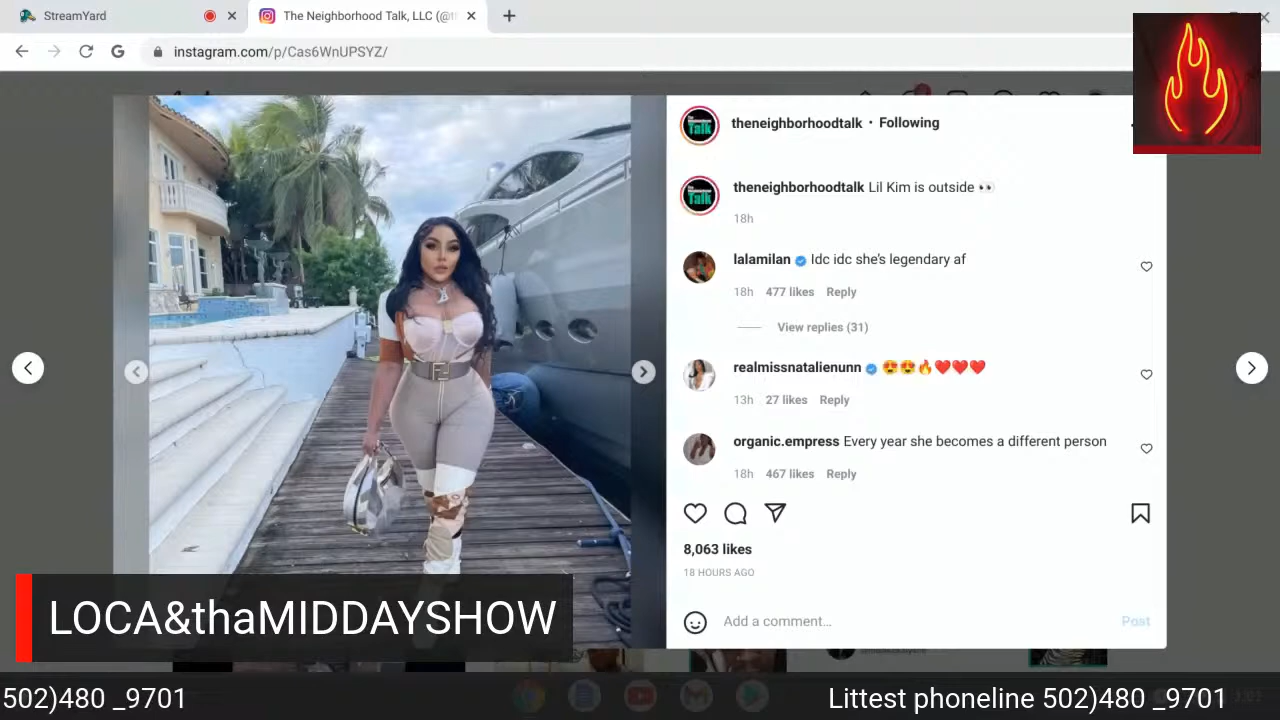 StreamYard
The Neighborhood Talk, LLC (@t
instagram.com/p/Cas6WnUPSYZ/
theneighborhoodtalk • Following
theneighborhoodtalk Lil Kim is outside 👀
18h
lalamilan Idc idc she's legendary af
18h 477 likes Reply
View replies (31)
realmissnatalienunn 😍😍🔥❤️❤️❤️
13h 27 likes Reply
organic.empress Every year she becomes a different person
18h 467 likes Reply
8,063 likes
18 HOURS AGO
Add a comment…
Post
LOCA&thaMIDDAYSHOW
502)480 _9701
Littest phoneline 502)480 _9701